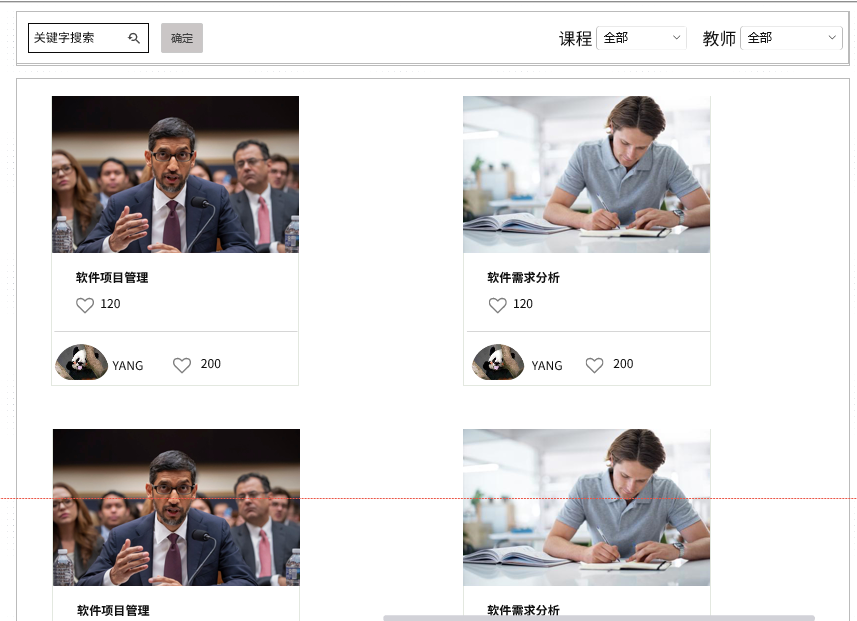 关键字搜索
确定
课程 全部
教师 全部
软件项目管理
120
YANG
200
软件需求分析
120
YANG
200
软件项目管理
软件需求分析